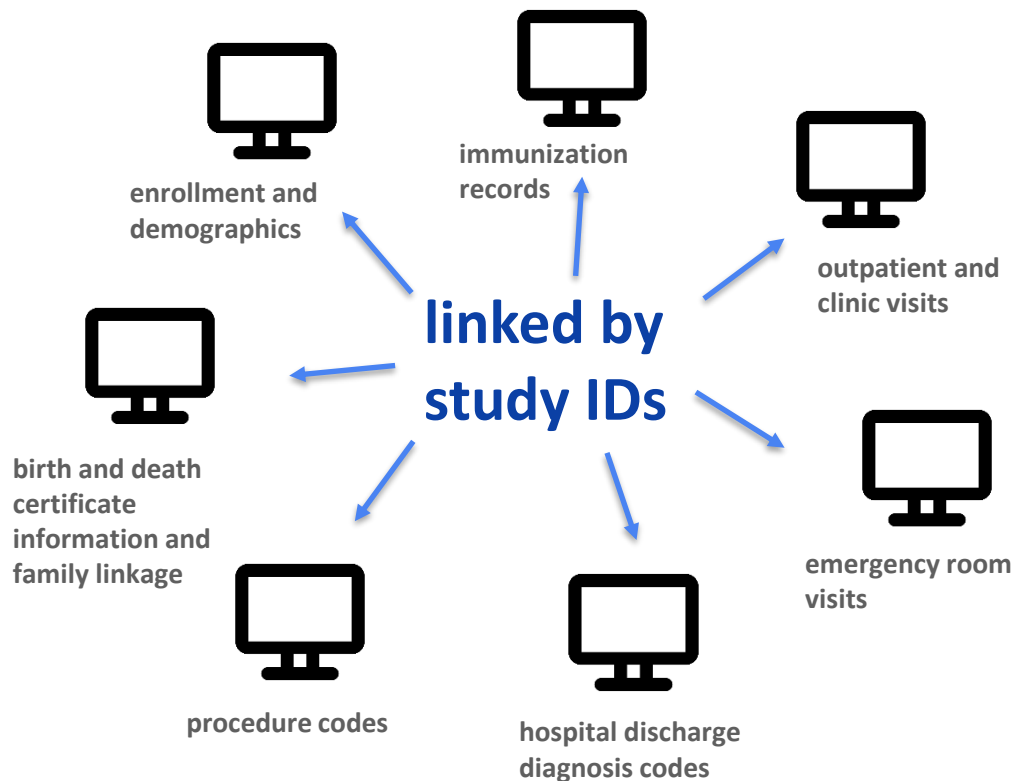 immunization
records
enrollment and
demographics
outpatient and
clinic visits
linked by
study IDs
birth and death
certificate
information and
family linkage
emergency room
visits
procedure codes
hospital discharge
diagnosis codes